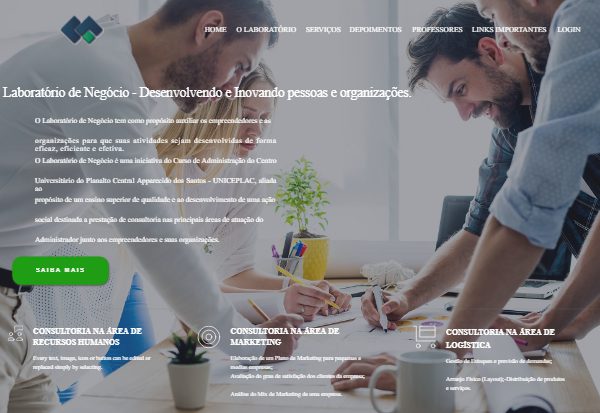 HOME O LABORATÓRIO SERVIÇOS DEPOIMENTOS PROFESSORES LINKS IMPORTANTES LOGIN
Laboratório de Negócio - Desenvolvendo e Inovando pessoas e organizações.
O Laboratório de Negócio tem como propósito auxiliar os empreendedores e as
organizações para que suas atividades sejam desenvolvidas de forma
eficaz, eficiente e efetiva.
O Laboratório de Negócio é uma iniciativa do Curso de Administração do Centro
Universitário do Planalto Central Apparecido dos Santos - UNICEPLAC, aliada
ao
propósito de um ensino superior de qualidade e ao desenvolvimento de uma ação
social destinada a prestação de consultoria nas principais áreas de atuação do
Administrador junto aos empreendedores e suas organizações.
SAIBA MAIS
CONSULTORIA NA ÁREA DE
RECURSOS HUMANOS
Every text, image, icon or button can be edited or
replaced simply by selecting.
CONSULTORIA NA ÁREA DE
MARKETING
Elaboração de um Plano de Marketing para pequenas a
medias empresas;
Avaliação de grau de satisfação dos clientes da empresa;
Análise do Mix de Marketing de uma empresa.
CONSULTORIA NA ÁREA DE
LOGÍSTICA
Gestão de Estoques e previsão de demandas;
Arranjo Físico (Layout); -Distribuição de produtos
e serviços.